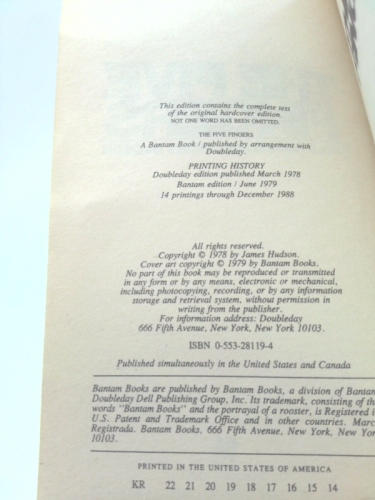 This edition contains the complete text
of the original hardcover edition.
NOT ONE WORD HAS BEEN OMITTED.
THE FIVE FINGERS
A Bantam Book / published by arrangement with
Doubleday.
PRINTING HISTORY
Doubleday edition published March 1978
Bantam edition / June 1979
14 printings through December 1988
All rights reserved.
Copyright © 1978 by James Hudson.
Cover art copyright © 1979 by Bantam Books.
No part of this book may be reproduced or transmitted
in any form or by any means, electronic or mechanical,
including photocopying, recording, or by any information
storage and retrieval system, without permission in
writing from the publisher.
For information address: Doubleday
666 Fifth Avenue, New York, New York 10103.
ISBN 0-553-28119-4
Published simultaneously in the United States and Canada
Bantam Books are published by Bantam Books, a division of Bantam
Doubleday Dell Publishing Group, Inc. Its trademark, consisting of the
words "Bantam Books" and the portrayal of a rooster, is Registered i
U.S. Patent and Trademark Office and in other countries. Marc
Registrada. Bantam Books, 666 Fifth Avenue, New York, New Yor
10103.
PRINTED IN THE UNITED STATES OF AMERICA
KR 22 21 20 19 18 17 16 15 14